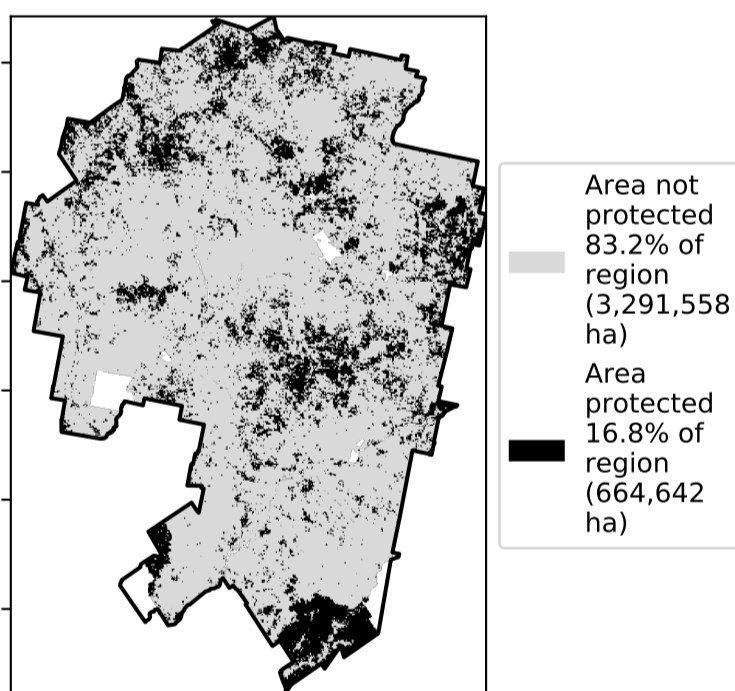 Area not
protected
83.2% of
region
(3,291,558
ha)
Area
protected
16.8% of
region
(664,642
ha)